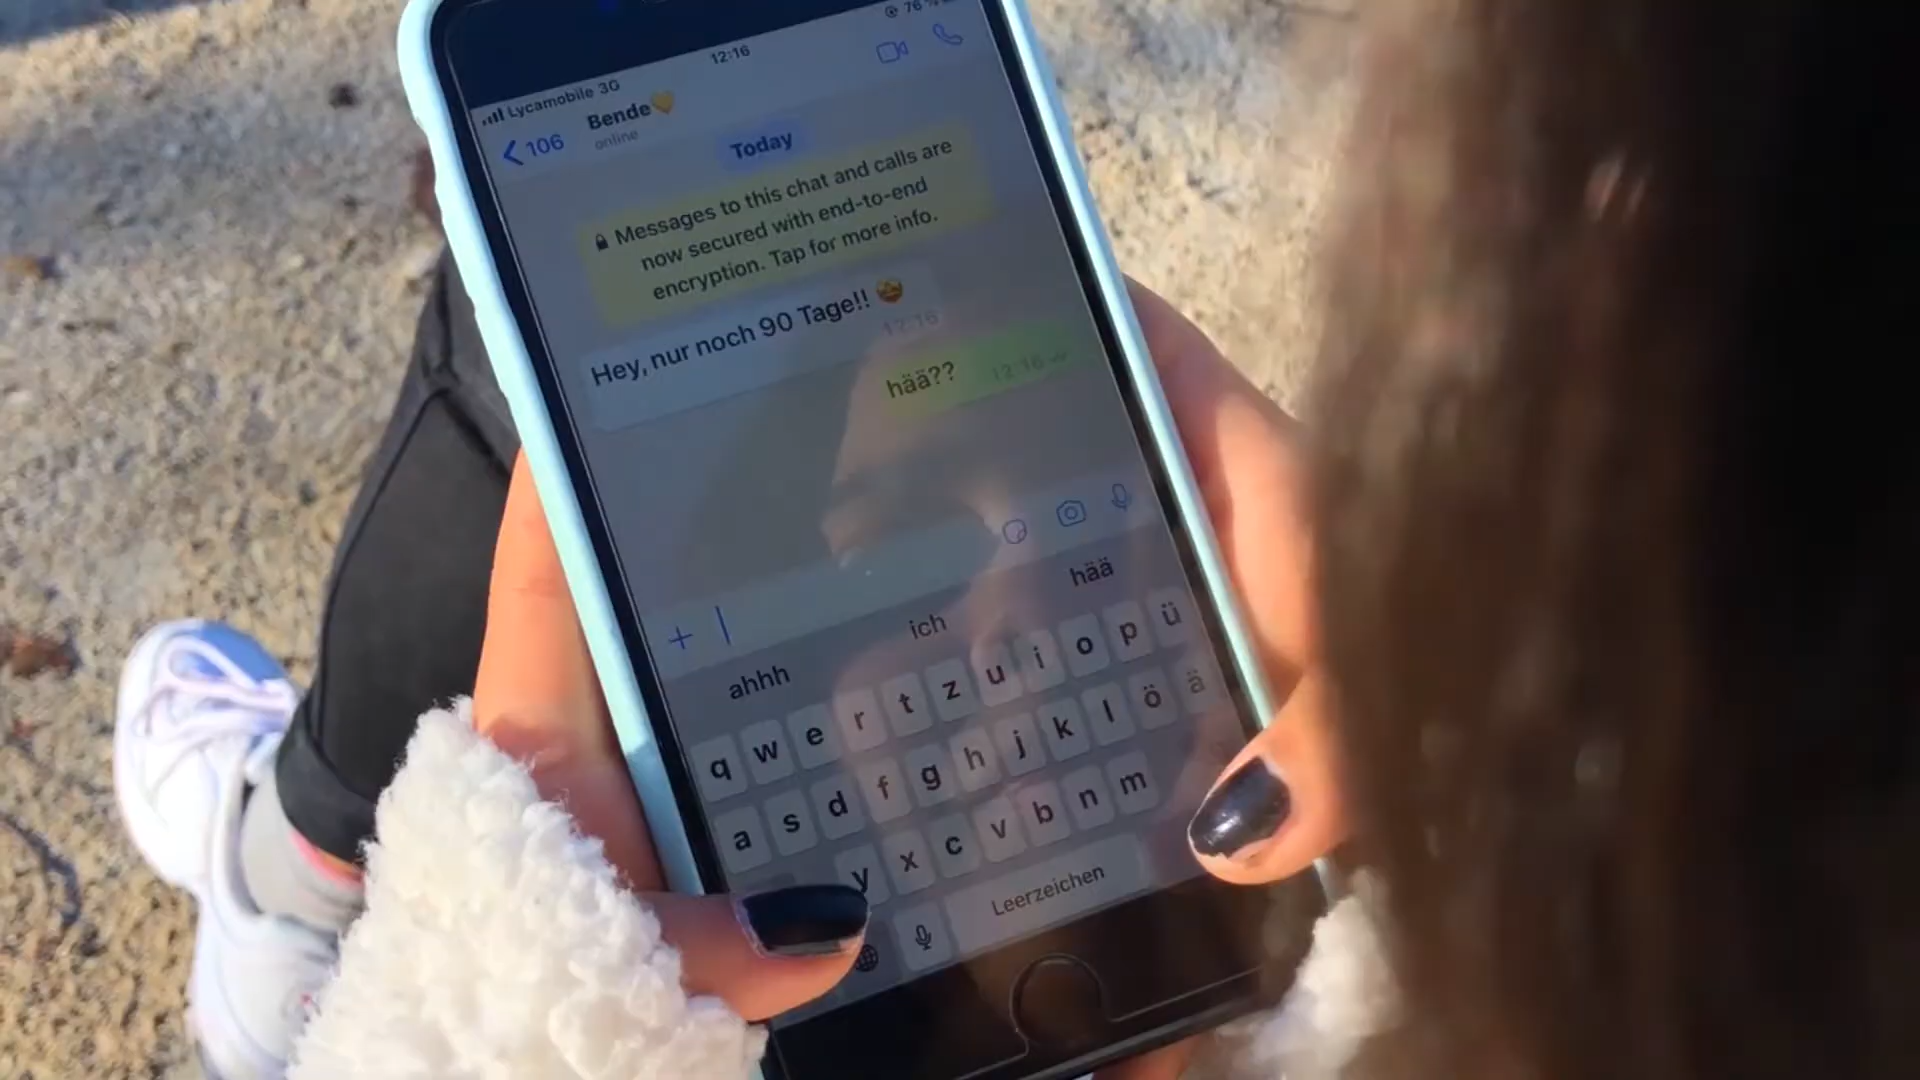 12:16
76 %
Lycamobile 3G
106
Bende💛
online
Today
Messages to this chat and calls are
now secured with end-to-end
encryption. Tap for more info.
Hey, nur noch 90 Tage!! 🤩
12:16
hää??
12:16
ahhh ich hää
q w e r t z u i o p ü
a s d f g h j k l ö ä
y x c v b n m
Leerzeichen